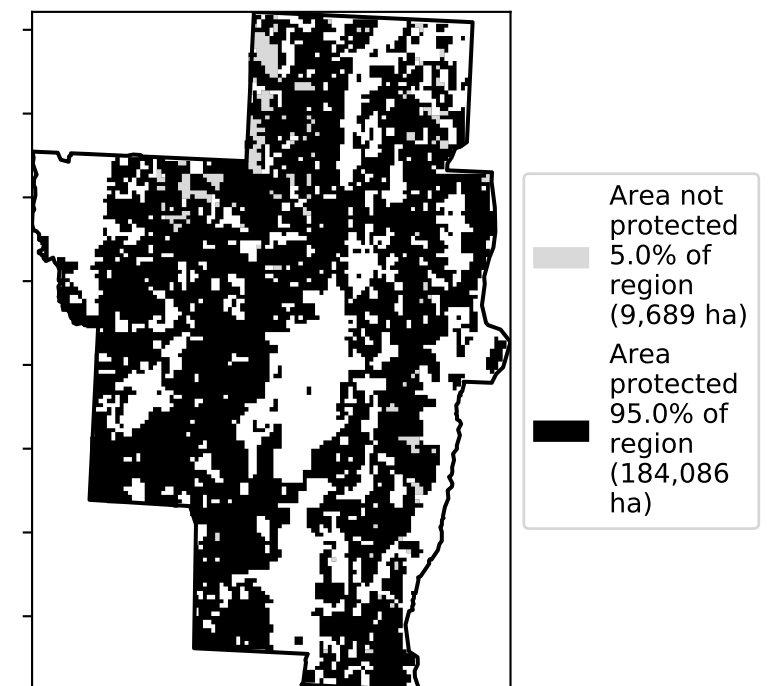 Area not
protected
5.0% of
region
(9,689 ha)
Area
protected
95.0% of
region
(184,086
ha)